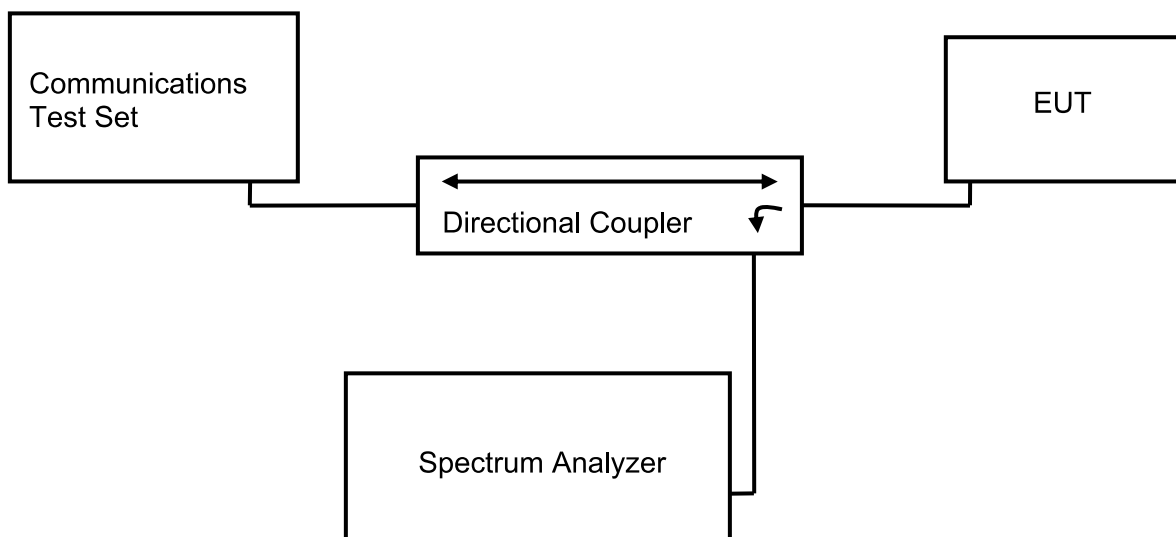 Communications
Test Set
EUT
Directional Coupler
Spectrum Analyzer